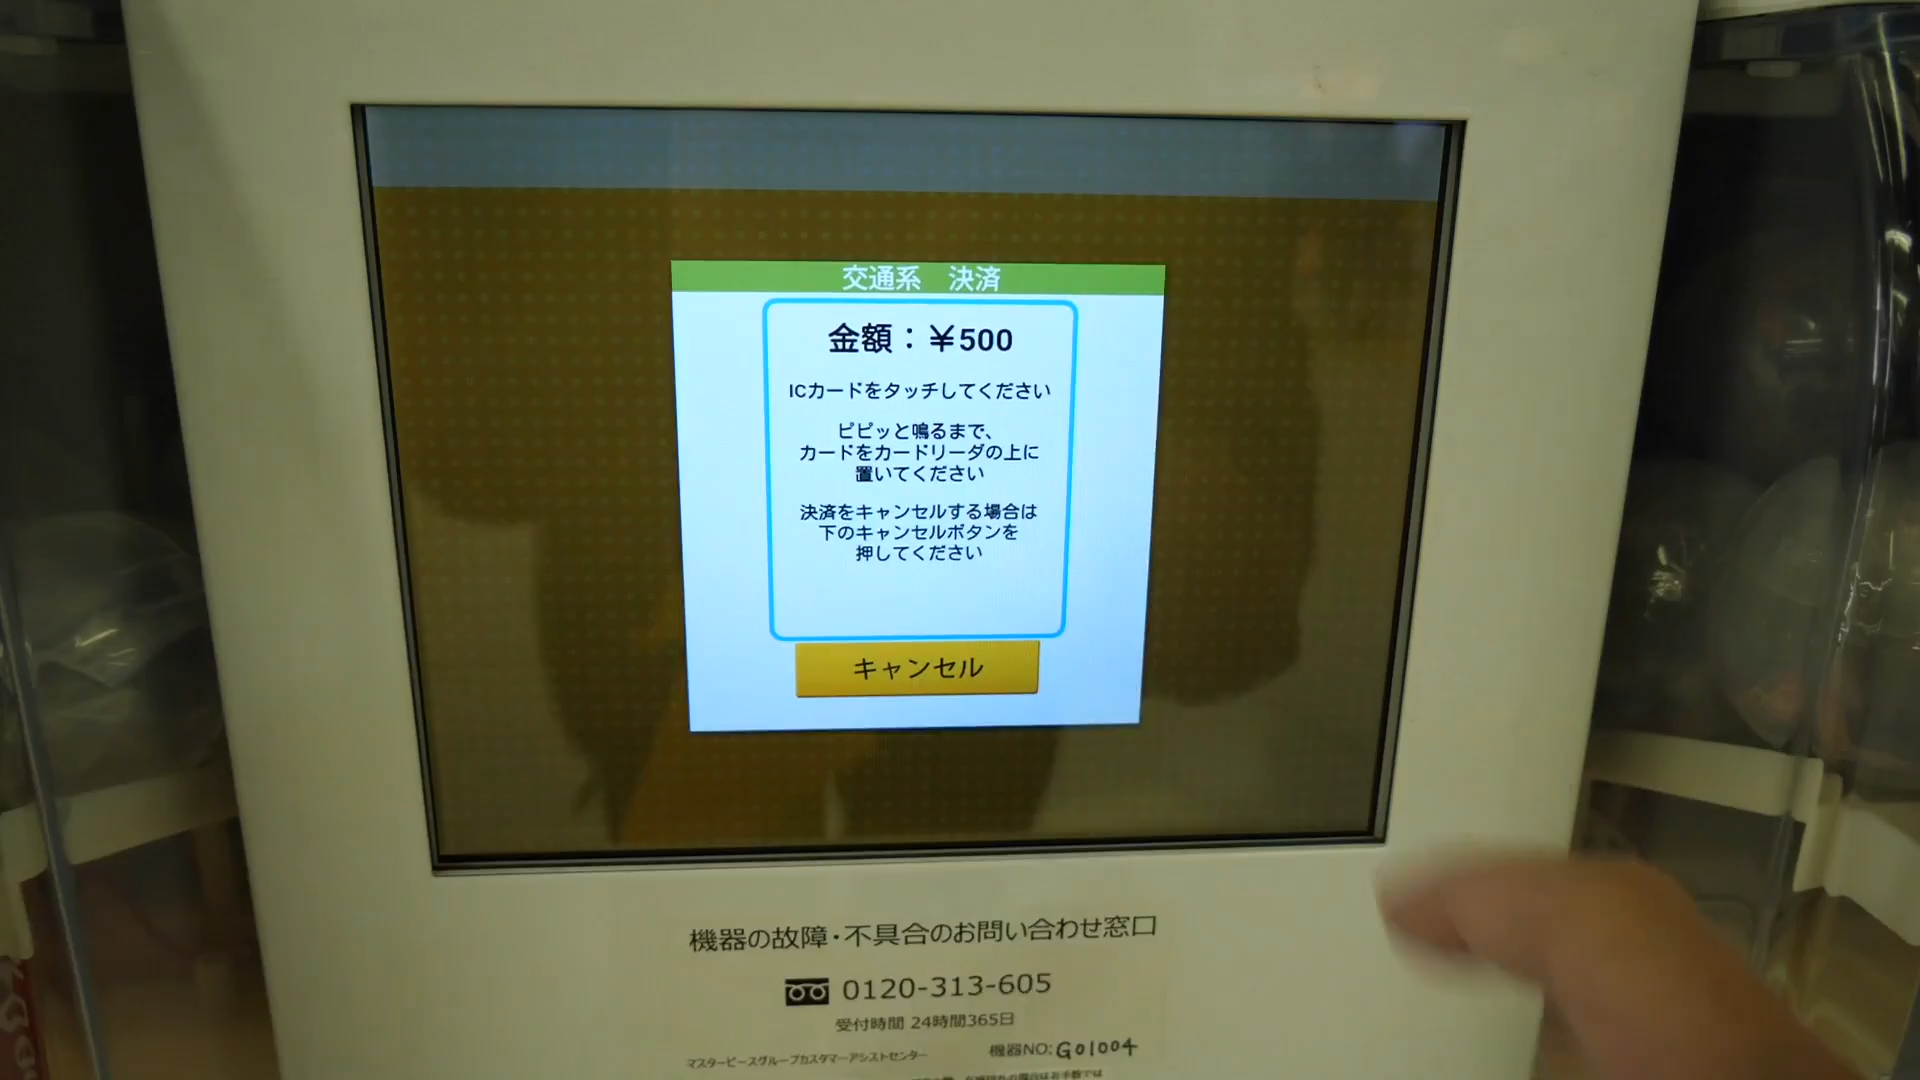 交通系 決済
金額：￥500
ICカードをタッチしてください
ピピッと鳴るまで、
カードをカードリーダの上に
置いてください
決済をキャンセルする場合は
下のキャンセルボタンを
押してください
キャンセル
機器の故障・不具合のお問い合わせ窓口
0120-313-605
受付時間 24時間365日
マスターピースグループカスタマーアシストセンター 機器NO:G01004